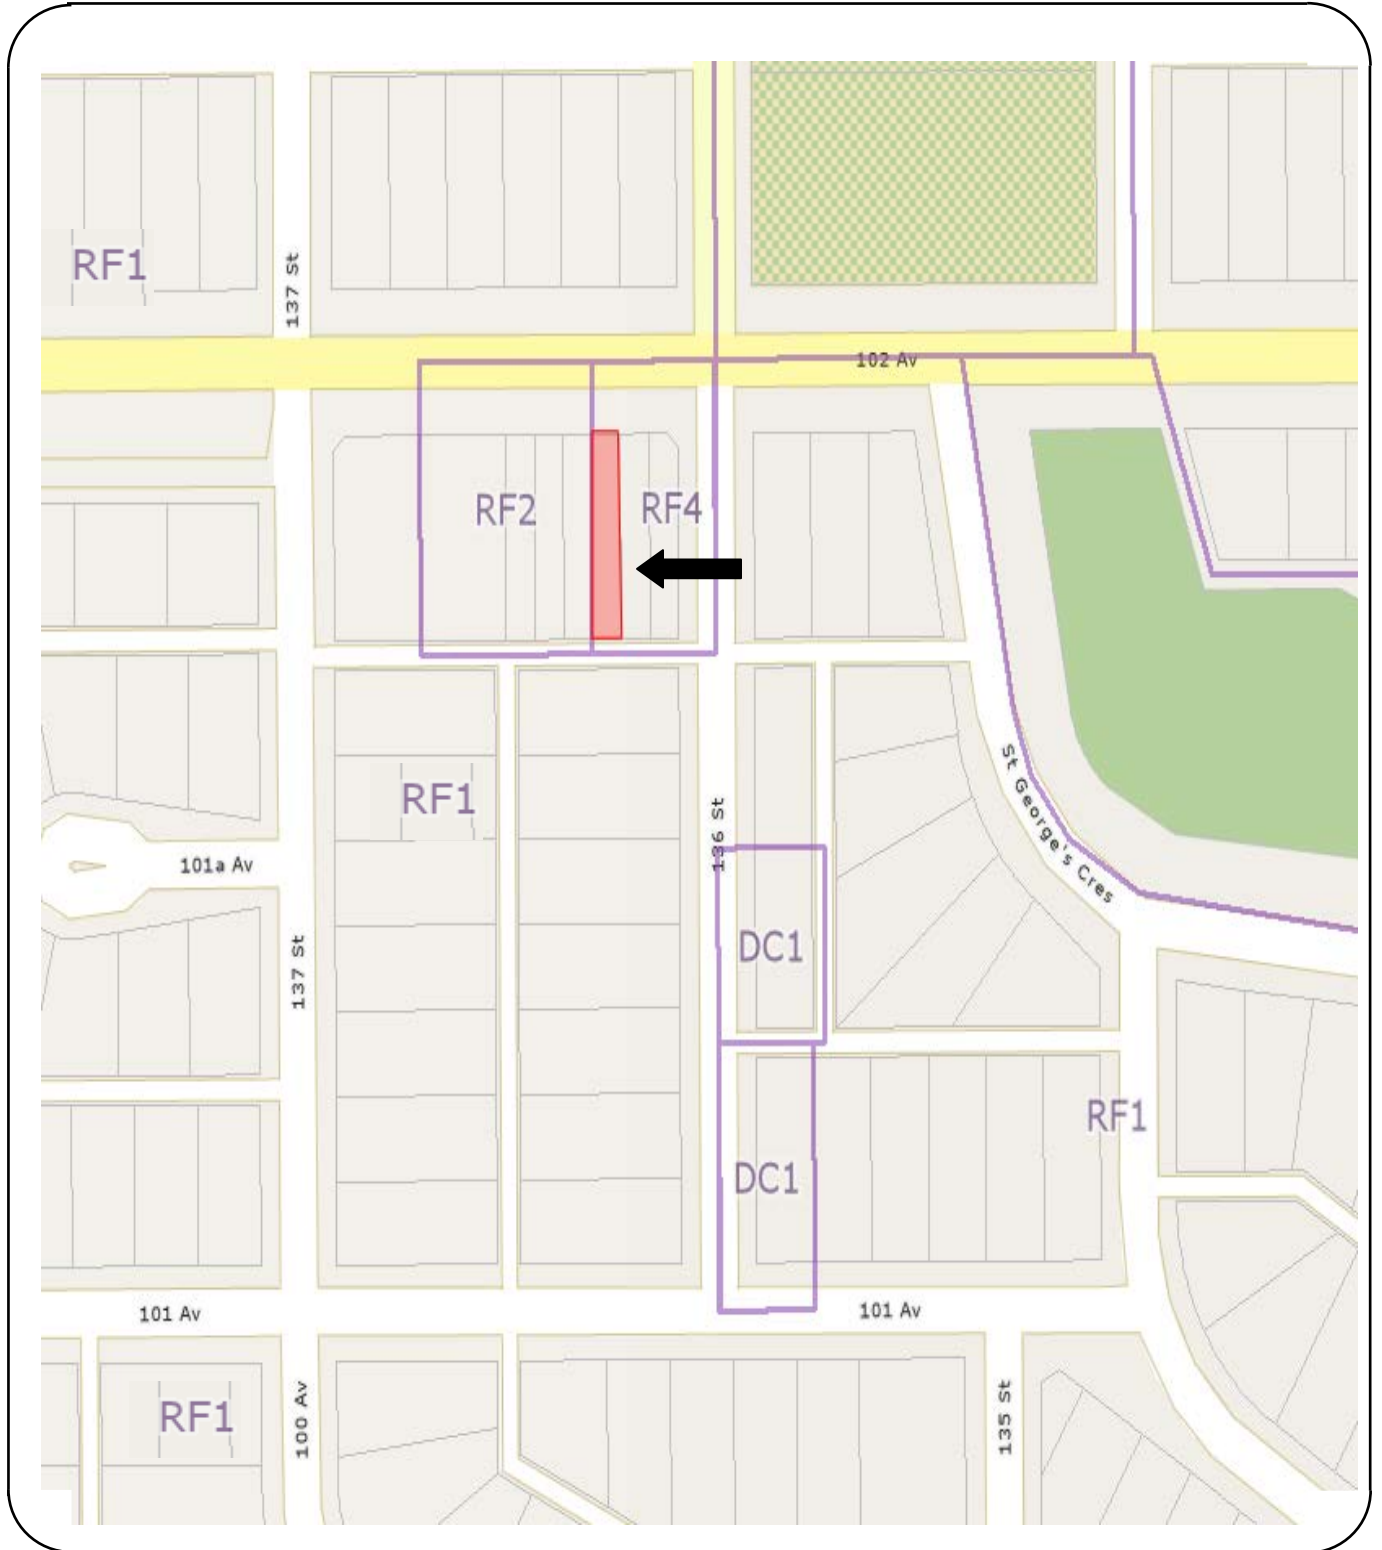 RF1
137 St
102 Av
RF2
RF4
St George's Cres
RF1
136 St
101a Av
137 St
DC1
RF1
DC1
101 Av
101 Av
RF1
100 Av
135 St